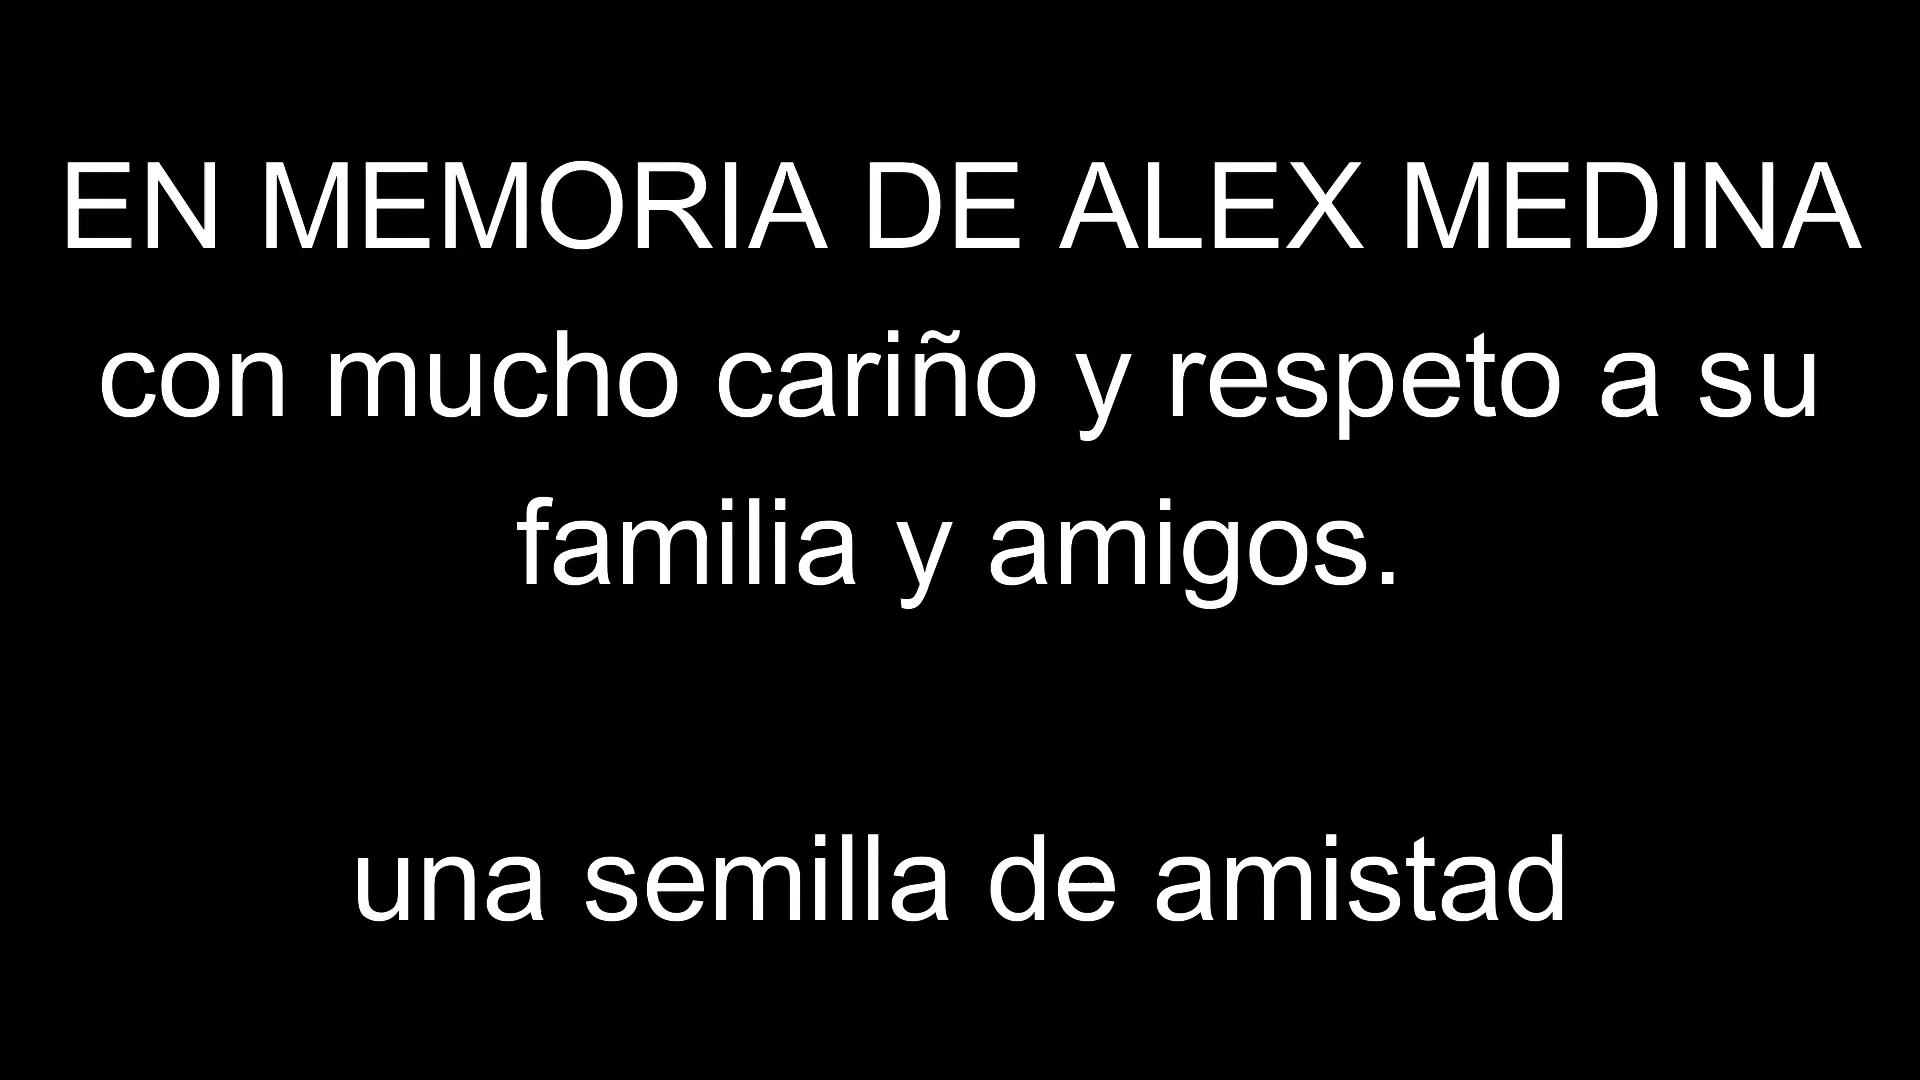 EN MEMORIA DE ALEX MEDINA
con mucho cariño y respeto a su
familia y amigos.
una semilla de amistad